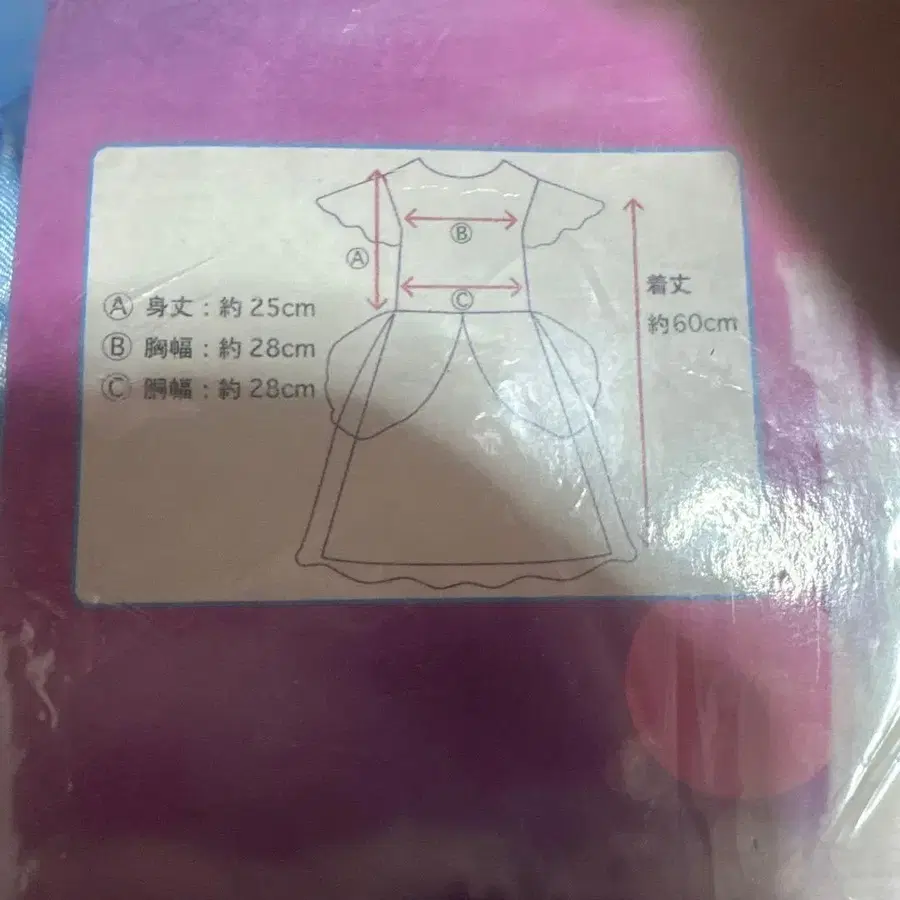 Ⓐ
Ⓑ
Ⓒ
Ⓐ 身丈：約 25cm
Ⓑ 胸幅：約 28cm
Ⓒ 胴幅：約 28cm
着丈
約60cm